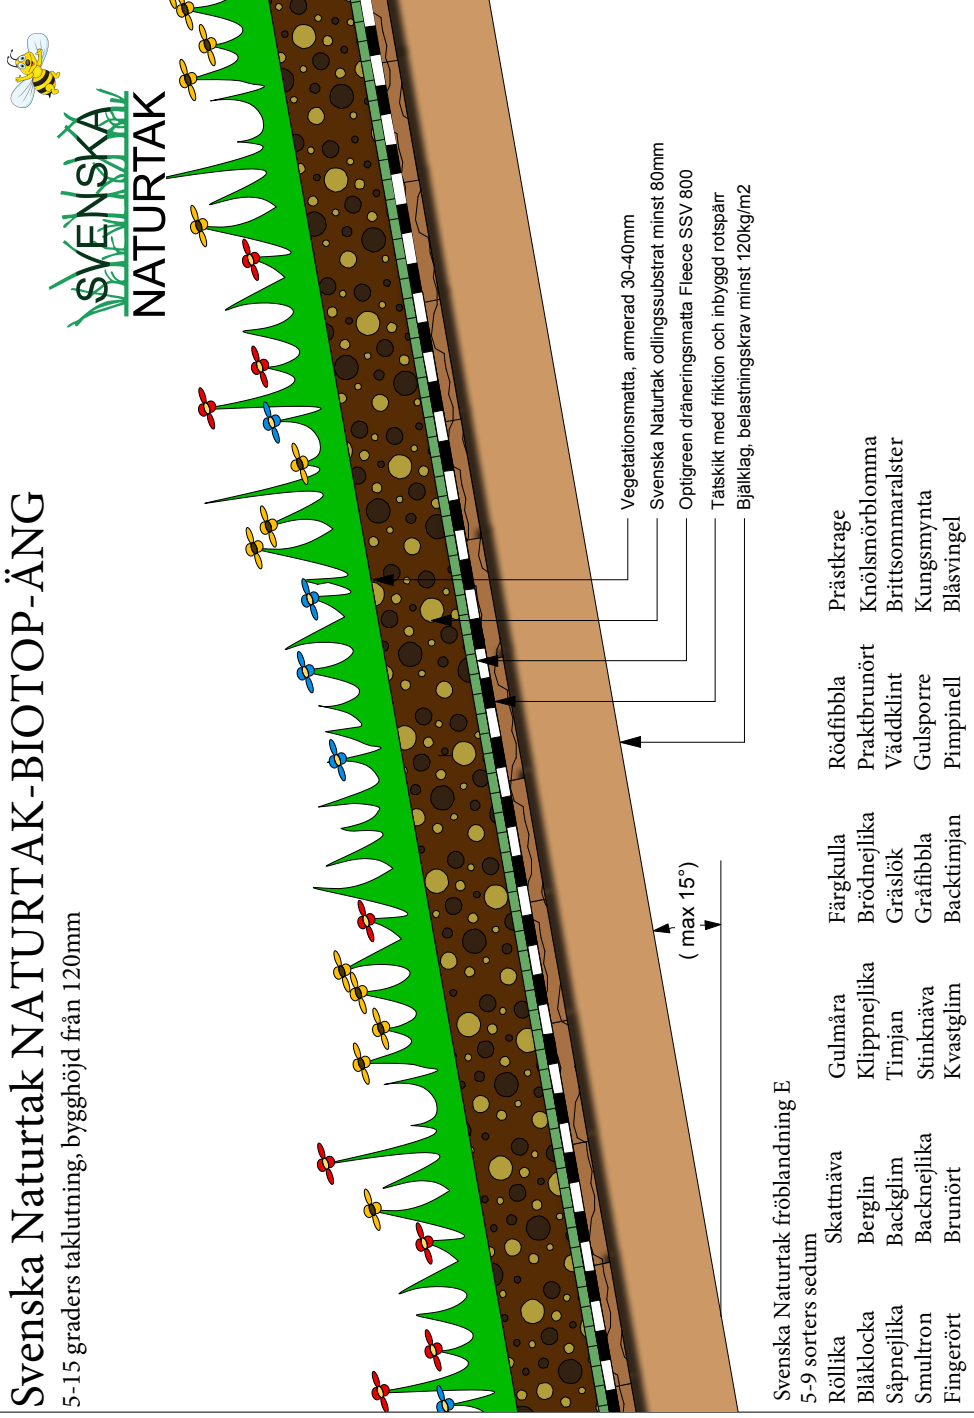 Svenska Naturtak NATURTAK-BIOTOP-ÄNG
5-15 graders taklutning, bygghöjd från 120mm
SVENSKA
NATURTAK
Vegetationsmatta, armerad 30-40mm
Svenska Naturtak odlingssubstrat minst 80mm
Optigreen dräneringsmatta Fleece SSV 800
Tätskikt med friktion och inbyggd rotspärr
Bjälklag, belastningskrav minst 120kg/m2
( max 15°)
Svenska Naturtak fröblandning E
5-9 sorters sedum
Röllika Skattnäva Gulmåra Färgkulla Rödfibbla Prästkrage
Blåklocka Berglin Klippnejlika Brödnejlika Praktbrunört Knölsmörblomma
Såpnejlika Backglim Timjan Gräslök Väddklint Brittsommaralster
Smultron Backnejlika Stinknäva Gråfibbla Gulsporre Kungsmynta
Fingerört Brunört Kvastglim Backtimjan Pimpinell Blåsvingel